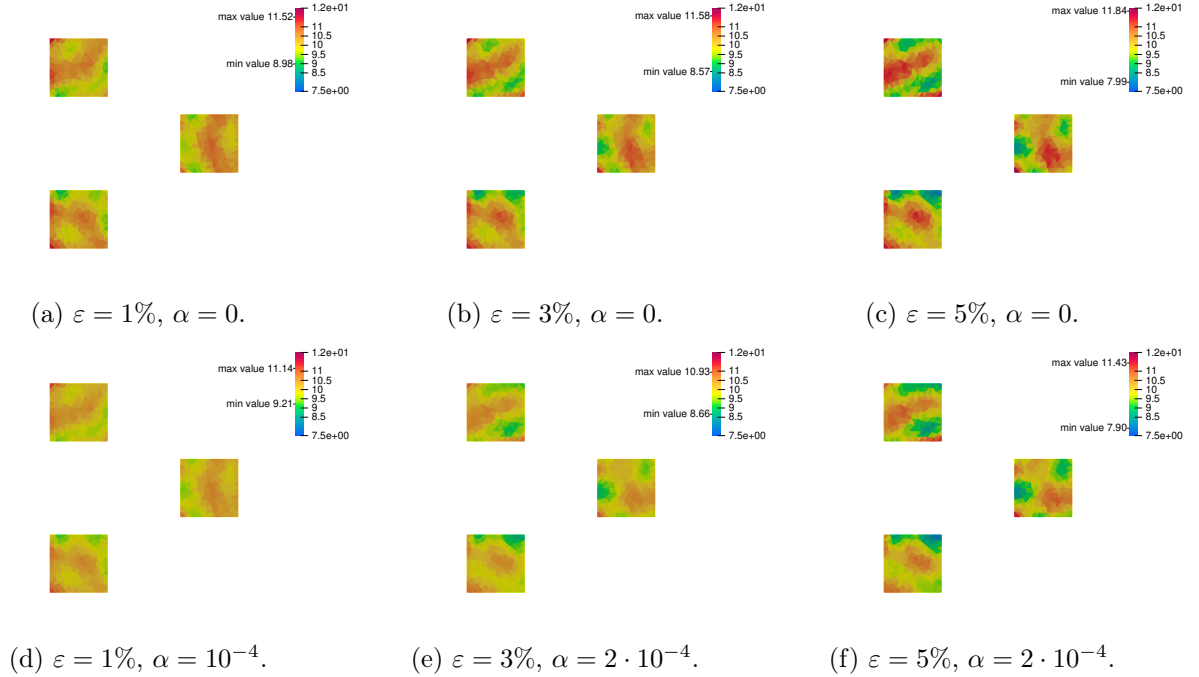 max value 11.52
1.2e+01
11
10.5
10
9.5
9
8.5
7.5e+00
min value 8.98
max value 11.58
1.2e+01
11
10.5
10
9.5
9
8.5
7.5e+00
min value 8.57
max value 11.84
1.2e+01
11
10.5
10
9.5
9
8.5
7.5e+00
min value 7.99
(a) ε = 1%, α = 0.
(b) ε = 3%, α = 0.
(c) ε = 5%, α = 0.
max value 11.14
1.2e+01
11
10.5
10
9.5
9
8.5
7.5e+00
min value 9.21
max value 10.93
1.2e+01
11
10.5
10
9.5
9
8.5
7.5e+00
min value 8.66
max value 11.43
1.2e+01
11
10.5
10
9.5
9
8.5
7.5e+00
min value 7.90
(d) ε = 1%, α = 10⁻⁴.
(e) ε = 3%, α = 2 · 10⁻⁴.
(f) ε = 5%, α = 2 · 10⁻⁴.